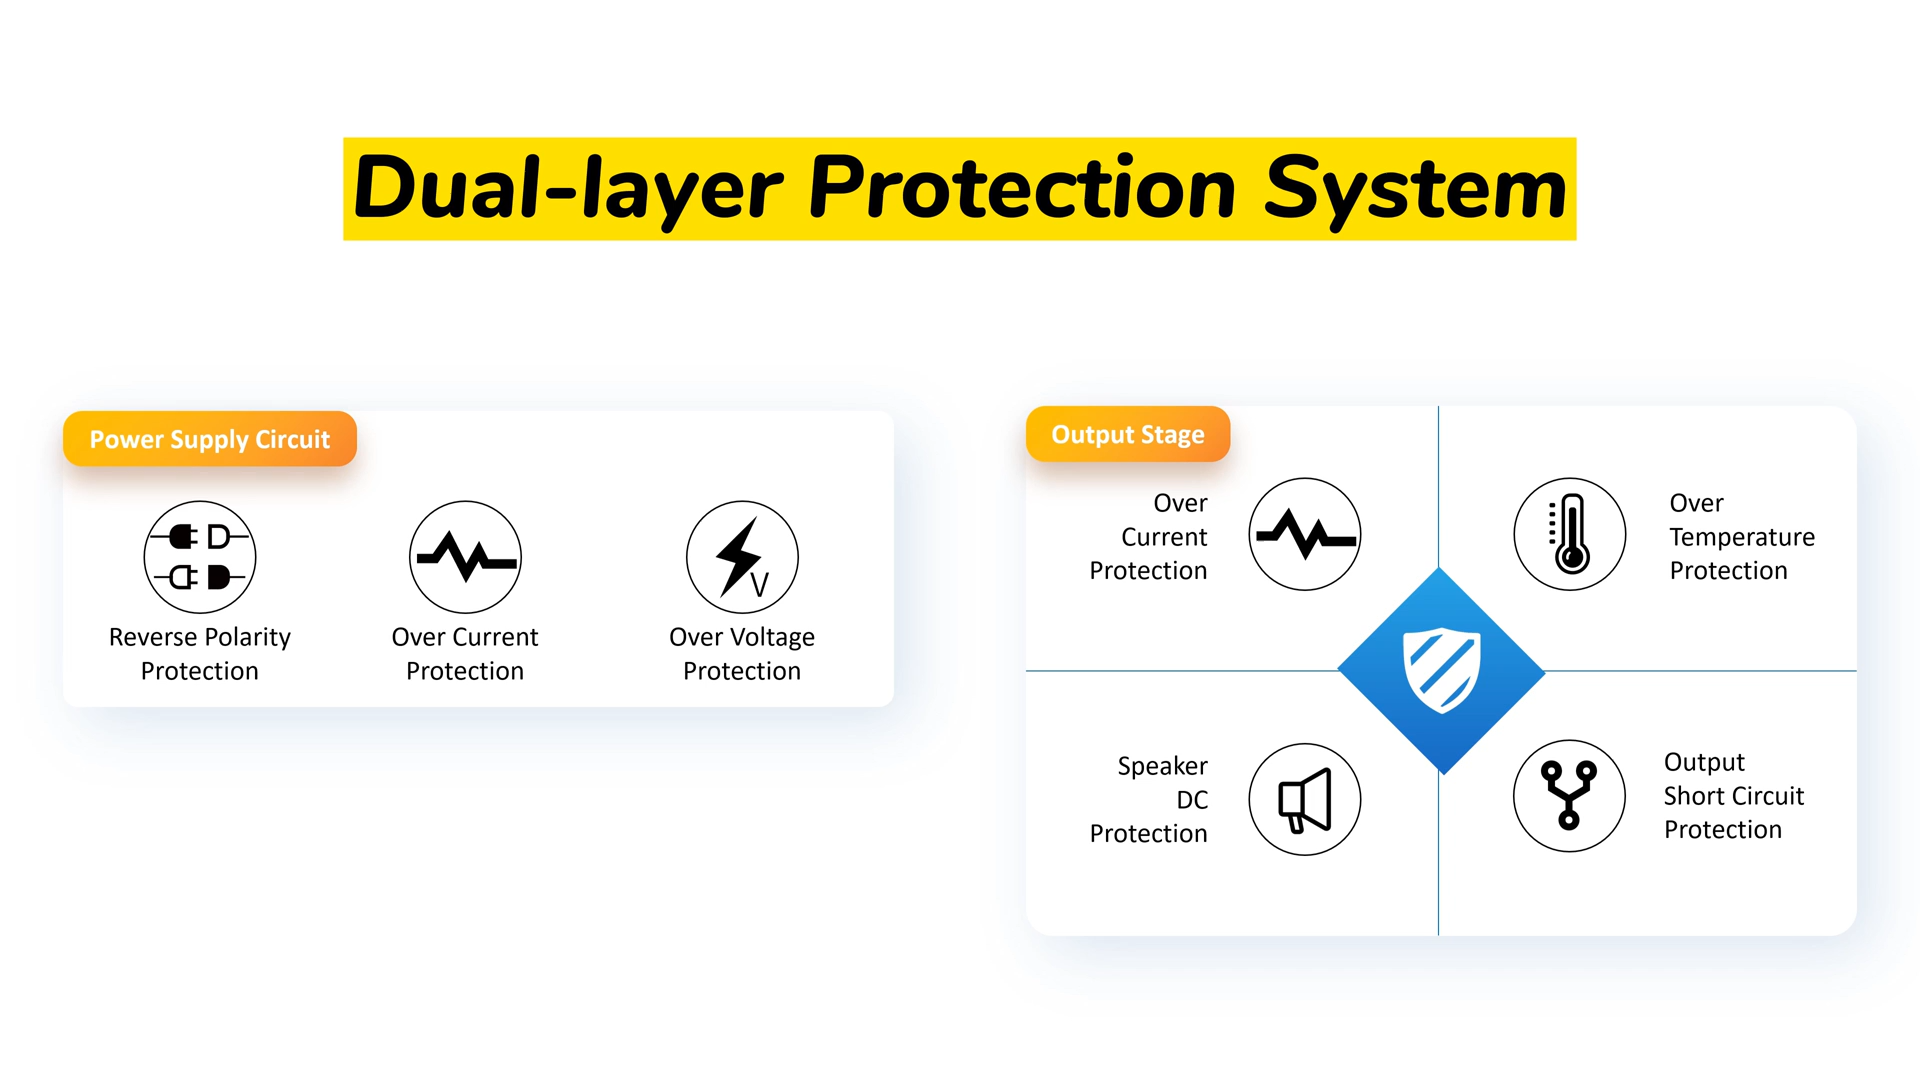 Dual-layer Protection System
Power Supply Circuit
Reverse Polarity
Protection
Over Current
Protection
V
Over Voltage
Protection
Output Stage
Over
Current
Protection
Over
Temperature
Protection
Speaker
DC
Protection
Output
Short Circuit
Protection